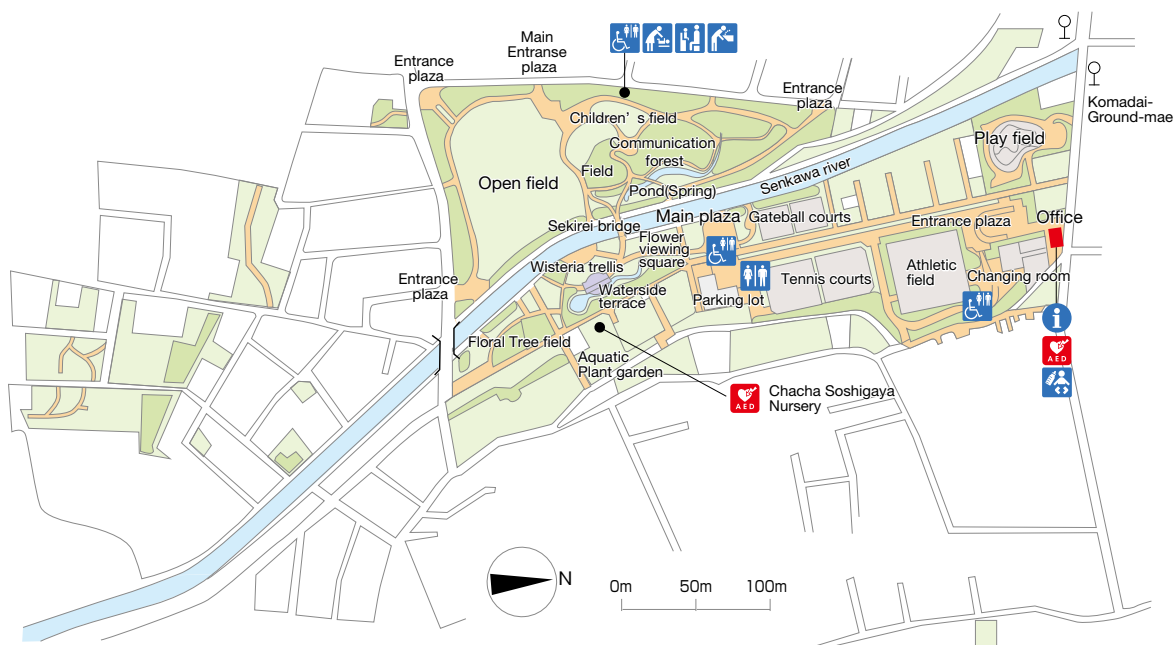 Main
Entranse
plaza
Entrance
plaza
Entrance
plaza
Komadai-
Ground-mae
Children’ s field
Communication
forest
Play field
Field
Open field
Pond(Spring)
Senkawa river
Main plaza
Gateball courts
Entrance plaza
Office
Sekirei bridge
Flower
viewing
square
Wisteria trellis
Entrance
plaza
Waterside
terrace
Parking lot
Tennis courts
Athletic
field
Changing room
Floral Tree field
Aquatic
Plant garden
i
AED
AED
Chacha Soshigaya
Nursery
N
0m
50m
100m